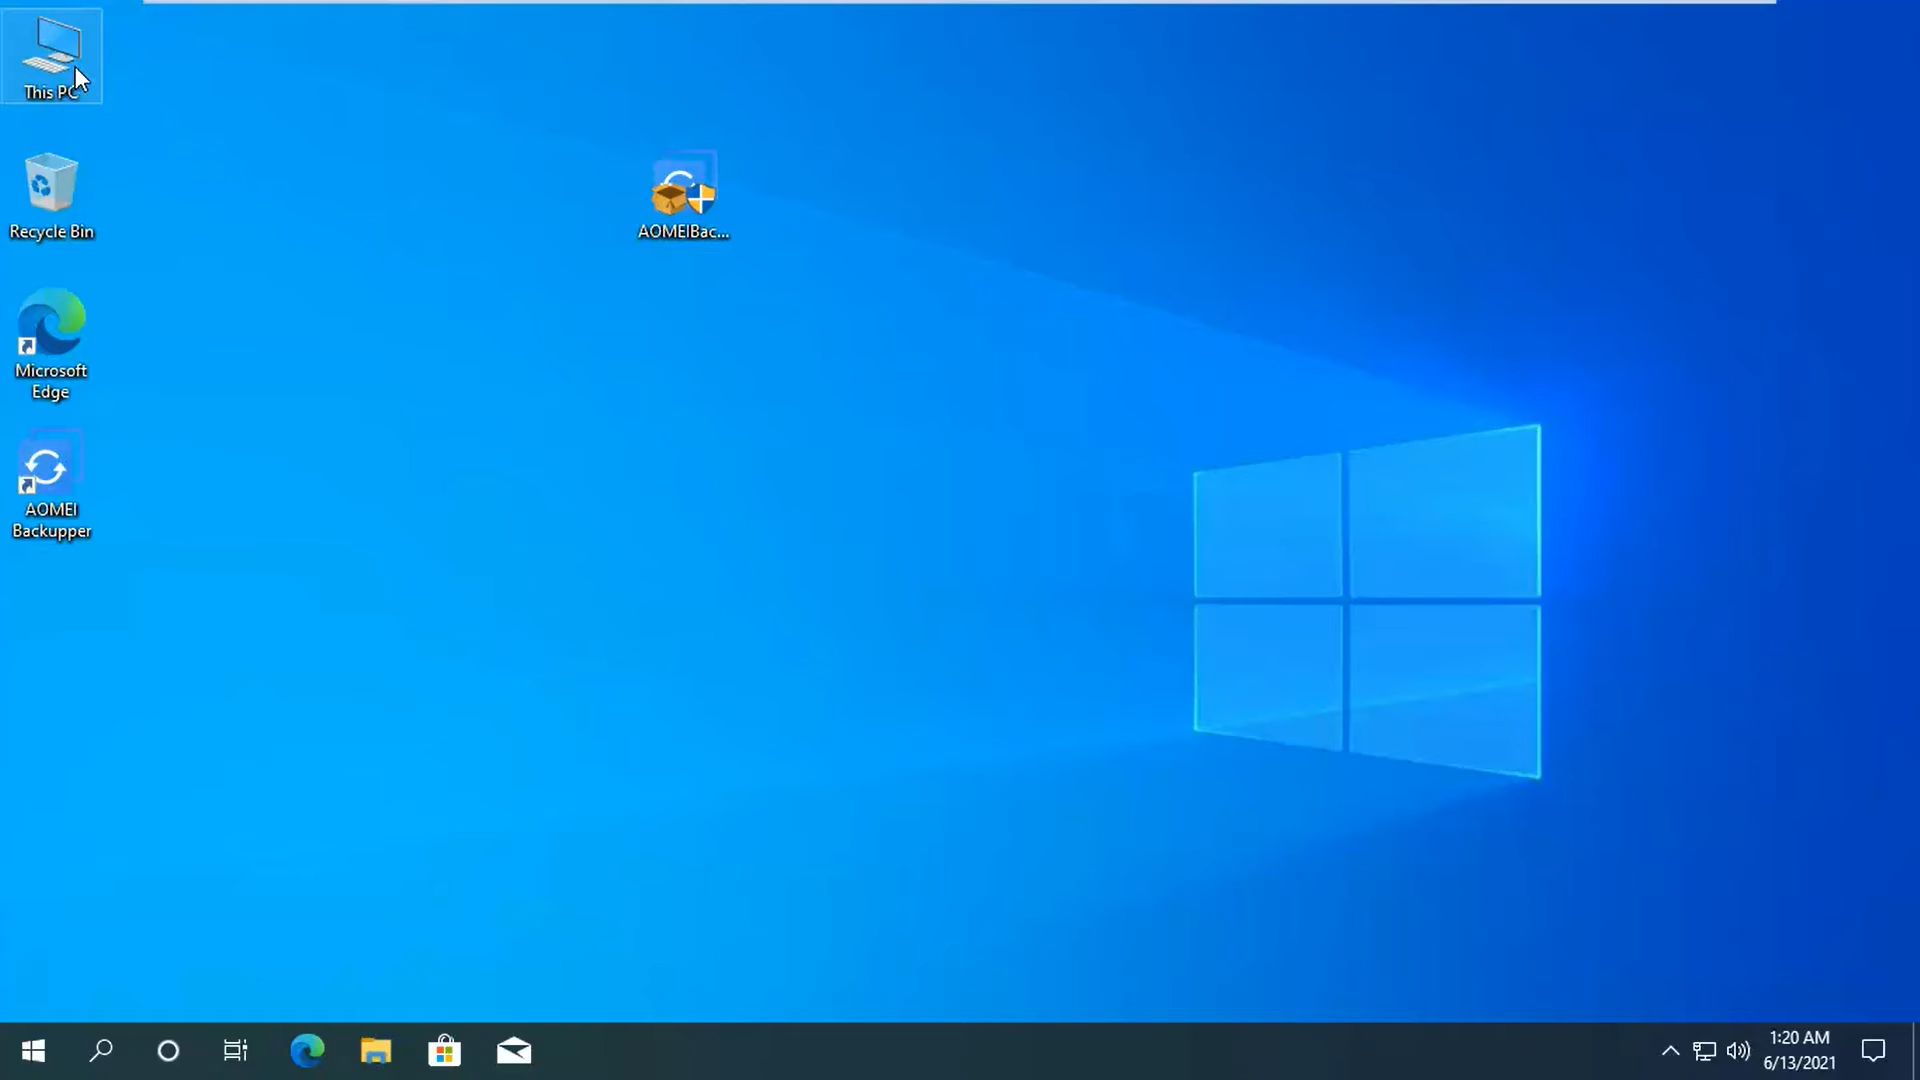 This PC
Recycle Bin
Microsoft
Edge
AOMEI
Backupper
AOMEIBac...
1:20 AM
6/13/2021